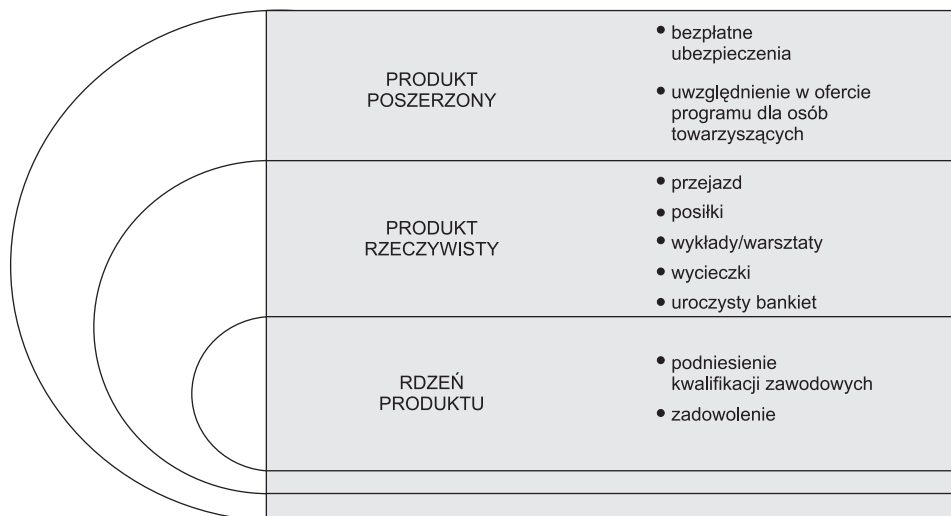 PRODUKT
POSZERZONY
• bezpłatne
ubezpieczenia
• uwzględnienie w ofercie
programu dla osób
towarzyszących
PRODUKT
RZECZYWISTY
• przejazd
• posiłki
• wykłady/warsztaty
• wycieczki
• uroczysty bankiet
RDZEŃ
PRODUKTU
• podniesienie
kwalifikacji zawodowych
• zadowolenie